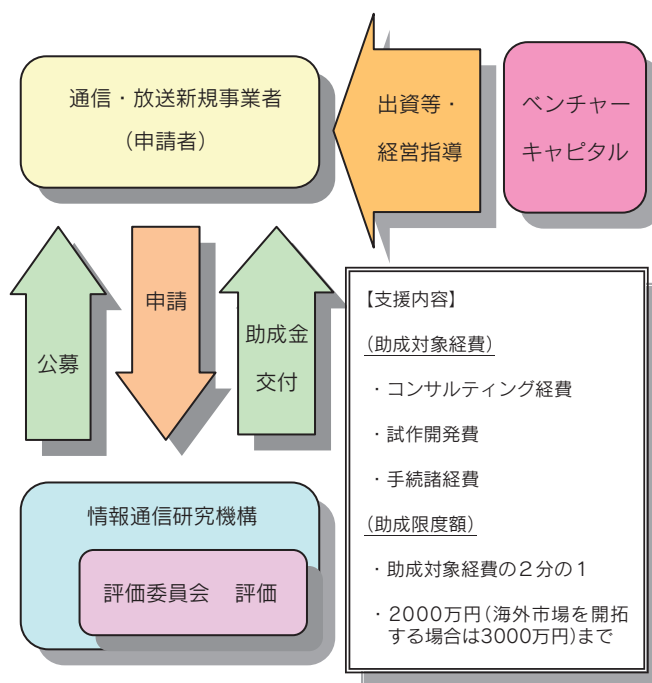 通信・放送新規事業者
（申請者）
出資等・
経営指導
ベンチャー
キャピタル
公募
申請
助成金
交付
情報通信研究機構
評価委員会　評価
【支援内容】
（助成対象経費）
・コンサルティング経費
・試作開発費
・手続諸経費
（助成限度額）
・助成対象経費の２分の１
・2000万円（海外市場を開拓
する場合は3000万円）まで